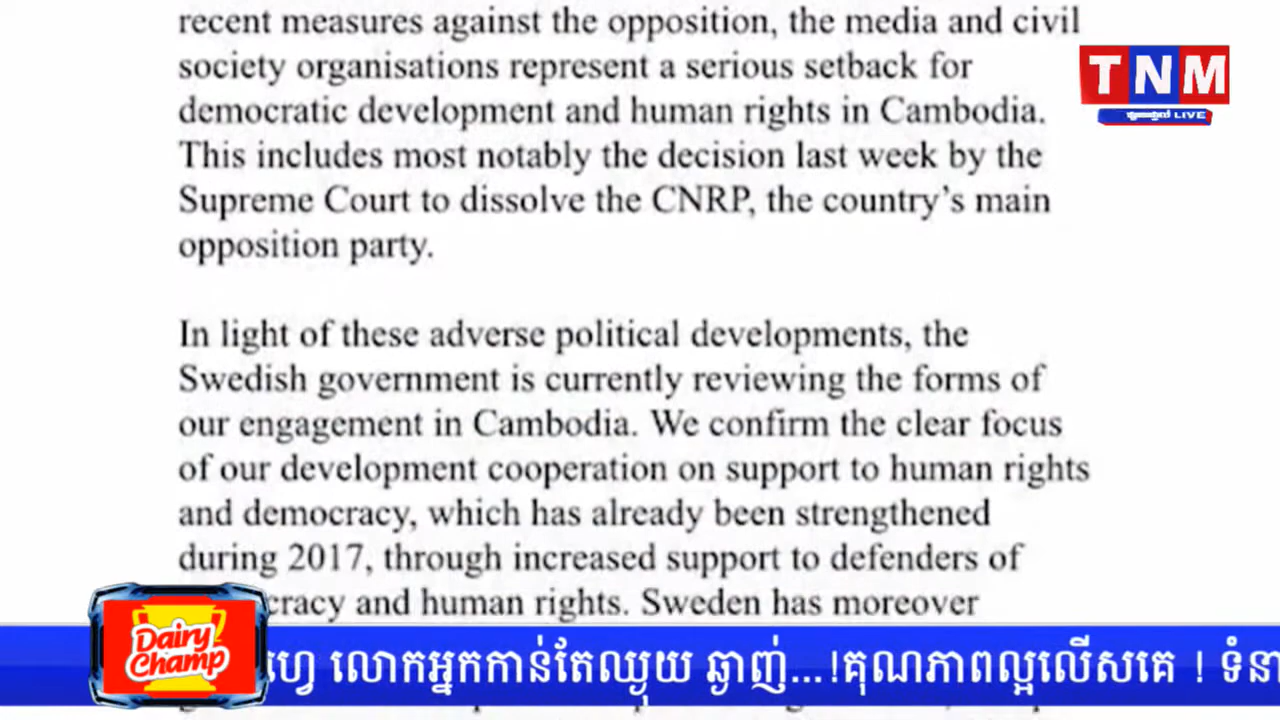 recent measures against the opposition, the media and civil
society organisations represent a serious setback for
democratic development and human rights in Cambodia.
This includes most notably the decision last week by the
Supreme Court to dissolve the CNRP, the country's main
opposition party.
In light of these adverse political developments, the
Swedish government is currently reviewing the forms of
our engagement in Cambodia. We confirm the clear focus
of our development cooperation on support to human rights
and democracy, which has already been strengthened
during 2017, through increased support to defenders of
and human rights. Sweden has moreover
TNM
LIVE
Dairy
Champ
ហ្វេ លោកអ្នកកាន់តែឈ្ងុយ ឆ្ងាញ់...!គុណភាពល្អលើសគេ ! ទំនា